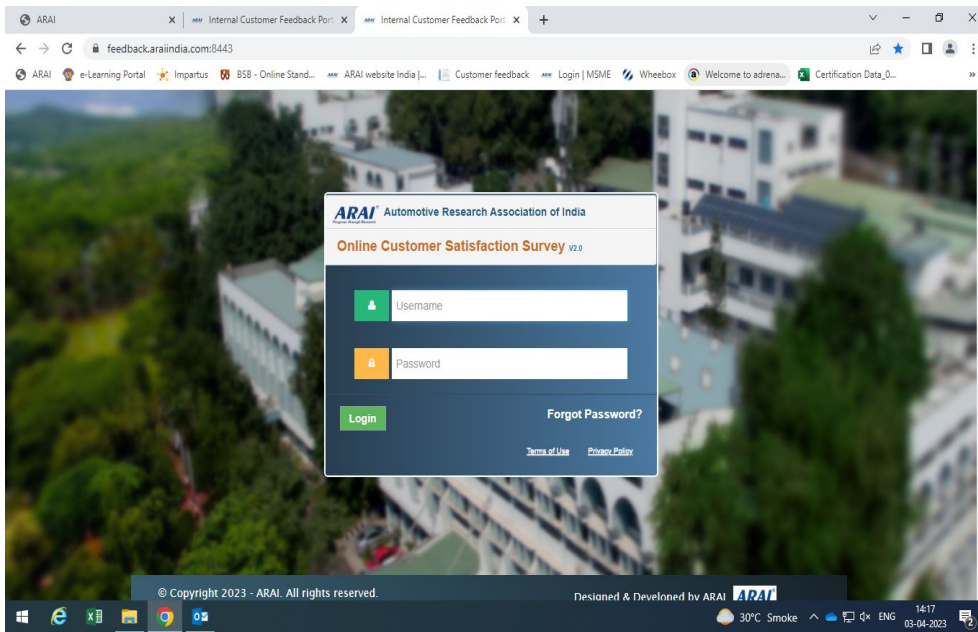 ARAI
Internal Customer Feedback Port
Internal Customer Feedback Port
feedback.araiindia.com:8443
ARAI
e-Learning Portal
Impartus
BSB - Online Stand...
ARAI website India |...
Customer feedback
Login | MSME
Wheebox
Welcome to adrena...
Certification Data_0...
»
ARAI® Automotive Research Association of India
Progress through Research
Online Customer Satisfaction Survey V2.0
Username
Password
Login
Forgot Password?
Terms of Use Privacy Policy
© Copyright 2023 - ARAI. All rights reserved.
Designed & Developed by ARAI ARAI®
30°C Smoke
ENG
14:17
03-04-2023